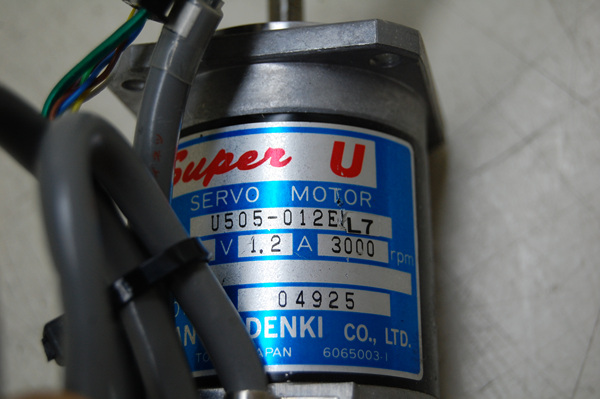 Super U
SERVO MOTOR
U505-012E L7
V 1.2 A 3000 rpm
04925
DENKI CO., LTD.
JAPAN 6065003-1